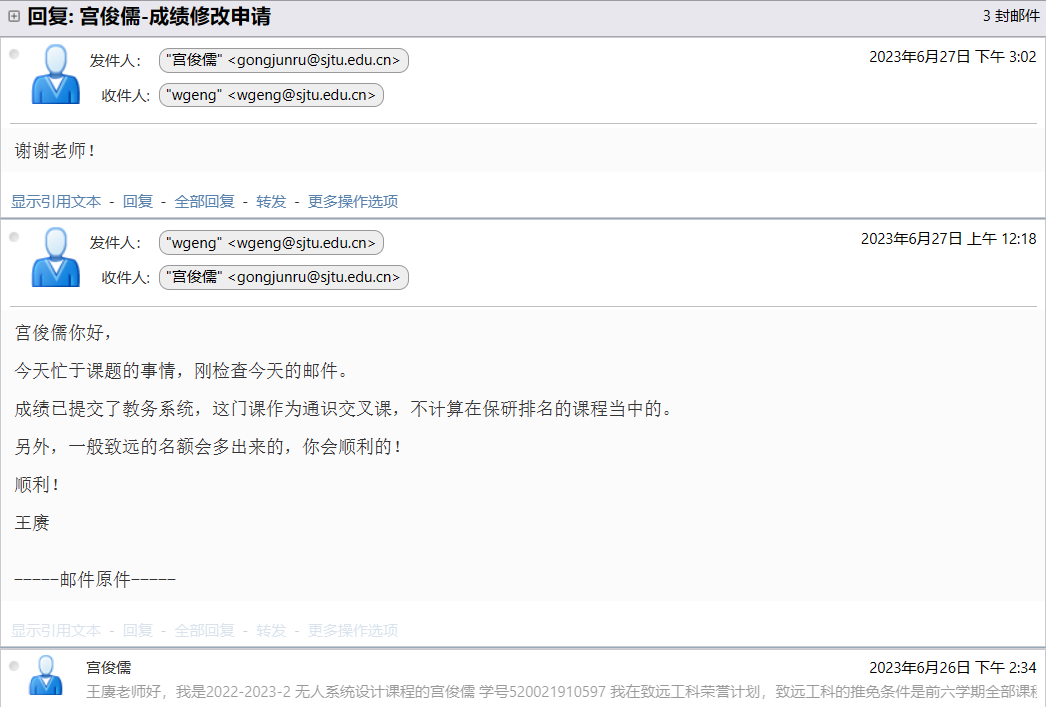 回复: 宫俊儒-成绩修改申请
3 封邮件
发件人: "宫俊儒" <gongjunru@sjtu.edu.cn>
2023年6月27日 下午 3:02
收件人: "wgeng" <wgeng@sjtu.edu.cn>
谢谢老师！
显示引用文本 - 回复 - 全部回复 - 转发 - 更多操作选项
发件人: "wgeng" <wgeng@sjtu.edu.cn>
2023年6月27日 上午 12:18
收件人: "宫俊儒" <gongjunru@sjtu.edu.cn>
宫俊儒你好，
今天忙于课题的事情，刚检查今天的邮件。
成绩已提交了教务系统，这门课作为通识交叉课，不计算在保研排名的课程当中的。
另外，一般致远的名额会多出来的，你会顺利的！
顺利！
王赓
-----邮件原件-----
显示引用文本 - 回复 - 全部回复 - 转发 - 更多操作选项
宫俊儒
2023年6月26日 下午 2:34
王赓老师好，我是2022-2023-2 无人系统设计课程的宫俊儒 学号520021910597 我在致远工科荣誉计划，致远工科的推免条件是前六学期全部课程